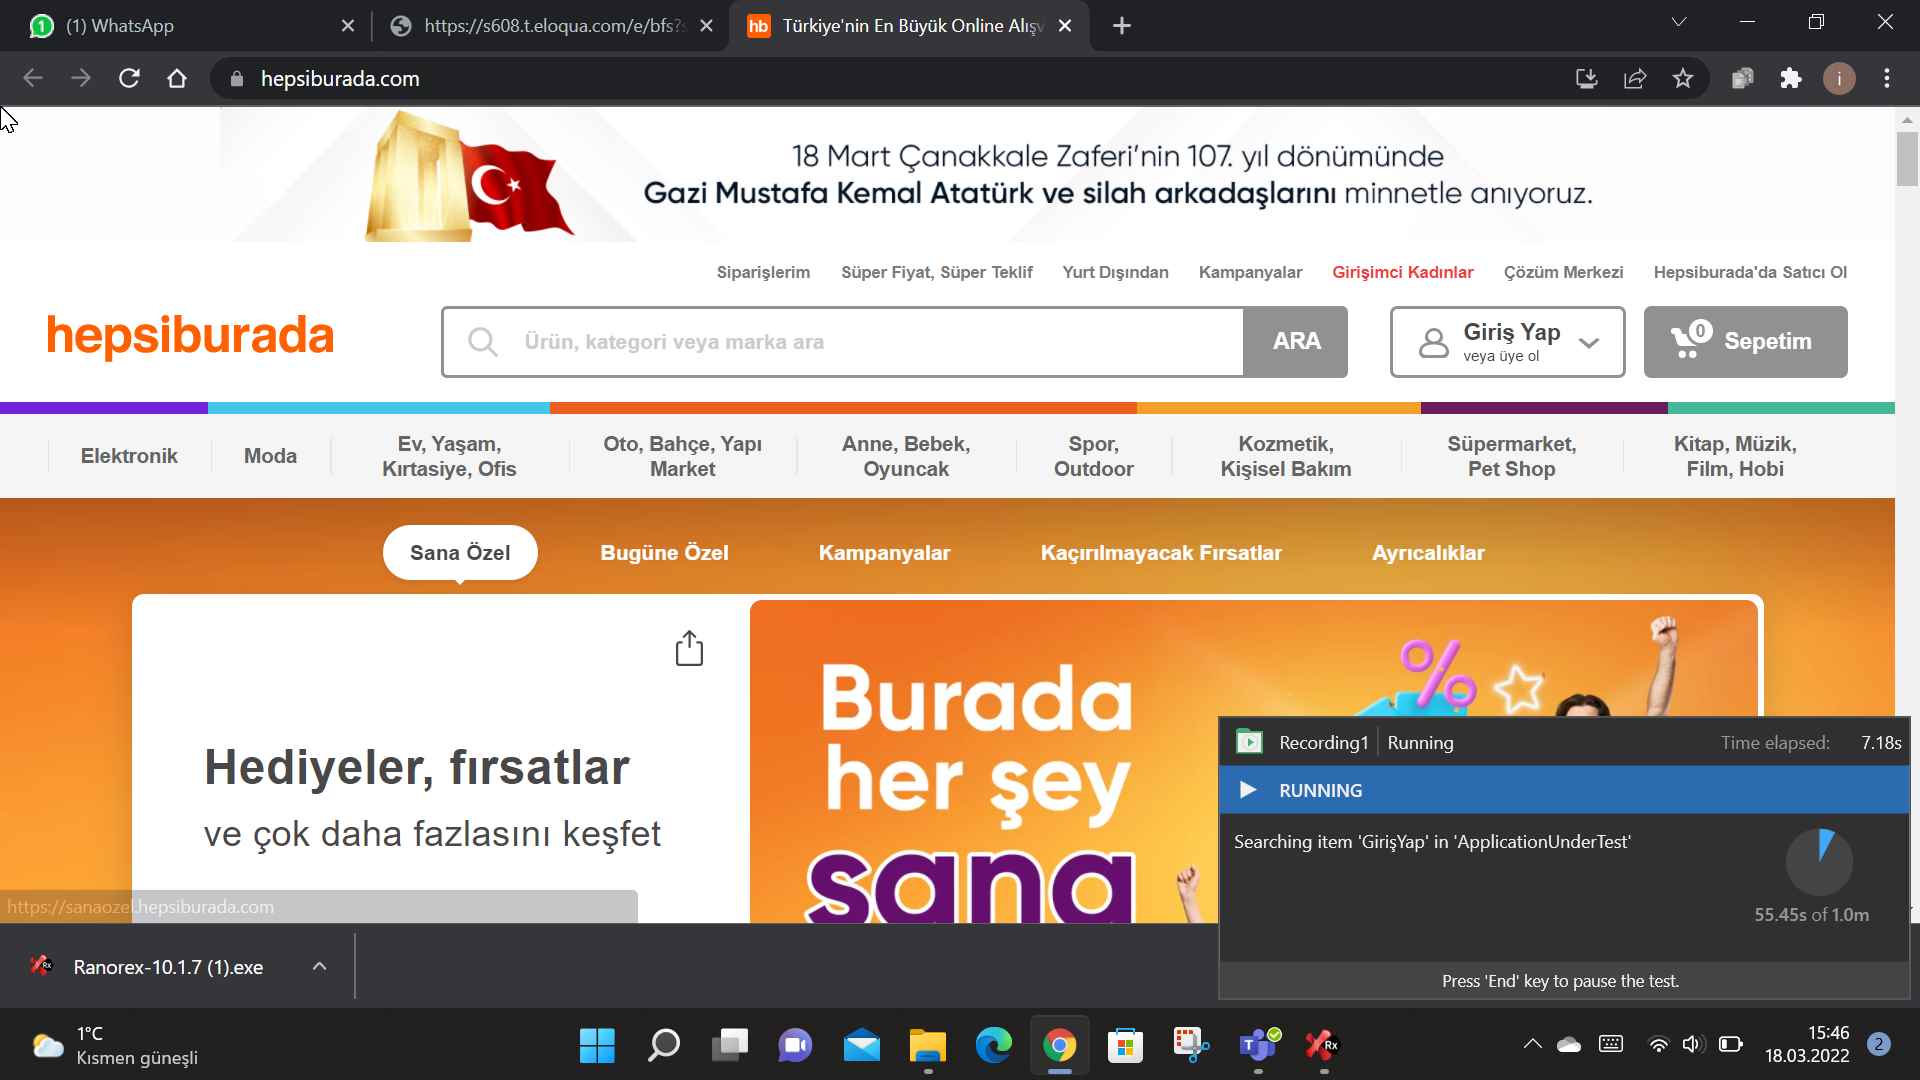 (1) WhatsApp
https://s608.t.eloqua.com/e/bfs?s
hb Türkiye'nin En Büyük Online Alışv
hepsiburada.com
i
18 Mart Çanakkale Zaferi'nin 107. yıl dönümünde
Gazi Mustafa Kemal Atatürk ve silah arkadaşlarını minnetle anıyoruz.
Siparişlerim Süper Fiyat, Süper Teklif Yurt Dışından Kampanyalar Girişimci Kadınlar Çözüm Merkezi Hepsiburada'da Satıcı Ol
hepsiburada
Ürün, kategori veya marka ara
ARA
Giriş Yap
veya üye ol
0 Sepetim
Elektronik
Moda
Ev, Yaşam,
Kırtasiye, Ofis
Oto, Bahçe, Yapı
Market
Anne, Bebek,
Oyuncak
Spor,
Outdoor
Kozmetik,
Kişisel Bakım
Süpermarket,
Pet Shop
Kitap, Müzik,
Film, Hobi
Sana Özel Bugüne Özel Kampanyalar Kaçırılmayacak Fırsatlar Ayrıcalıklar
Hediyeler, fırsatlar
ve çok daha fazlasını keşfet
Burada
her şey
sana
%
https://sanaozel.hepsiburada.com
Recording1 Running Time elapsed: 7.18s
RUNNING
Searching item 'GirişYap' in 'ApplicationUnderTest'
55.45s of 1.0m
Press 'End' key to pause the test.
Rx Ranorex-10.1.7 (1).exe
1°C
Kısmen güneşli
T
Rx
15:46
18.03.2022
2